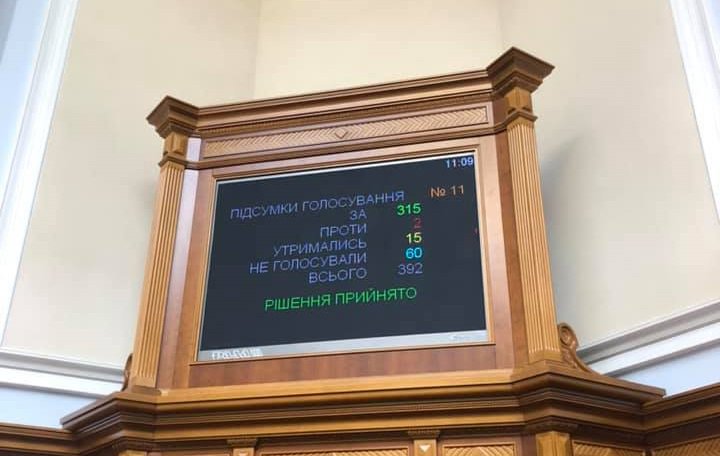 11:09
ПІДСУМКИ ГОЛОСУВАННЯ № 11
ЗА 315
ПРОТИ 2
УТРИМАЛИСЬ 15
НЕ ГОЛОСУВАЛИ 60
ВСЬОГО 392
РІШЕННЯ ПРИЙНЯТО